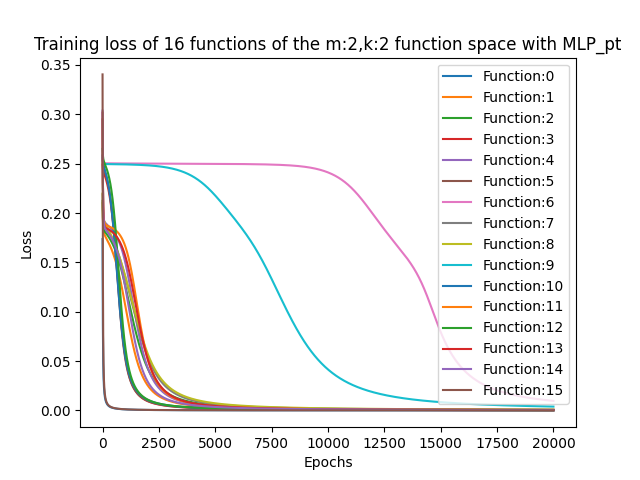 Training loss of 16 functions of the m:2,k:2 function space with MLP_pt
0.35
0.30
0.25
0.20
0.15
0.10
0.05
0.00
Loss
Function:0
Function:1
Function:2
Function:3
Function:4
Function:5
Function:6
Function:7
Function:8
Function:9
Function:10
Function:11
Function:12
Function:13
Function:14
Function:15
0 2500 5000 7500 10000 12500 15000 17500 20000
Epochs